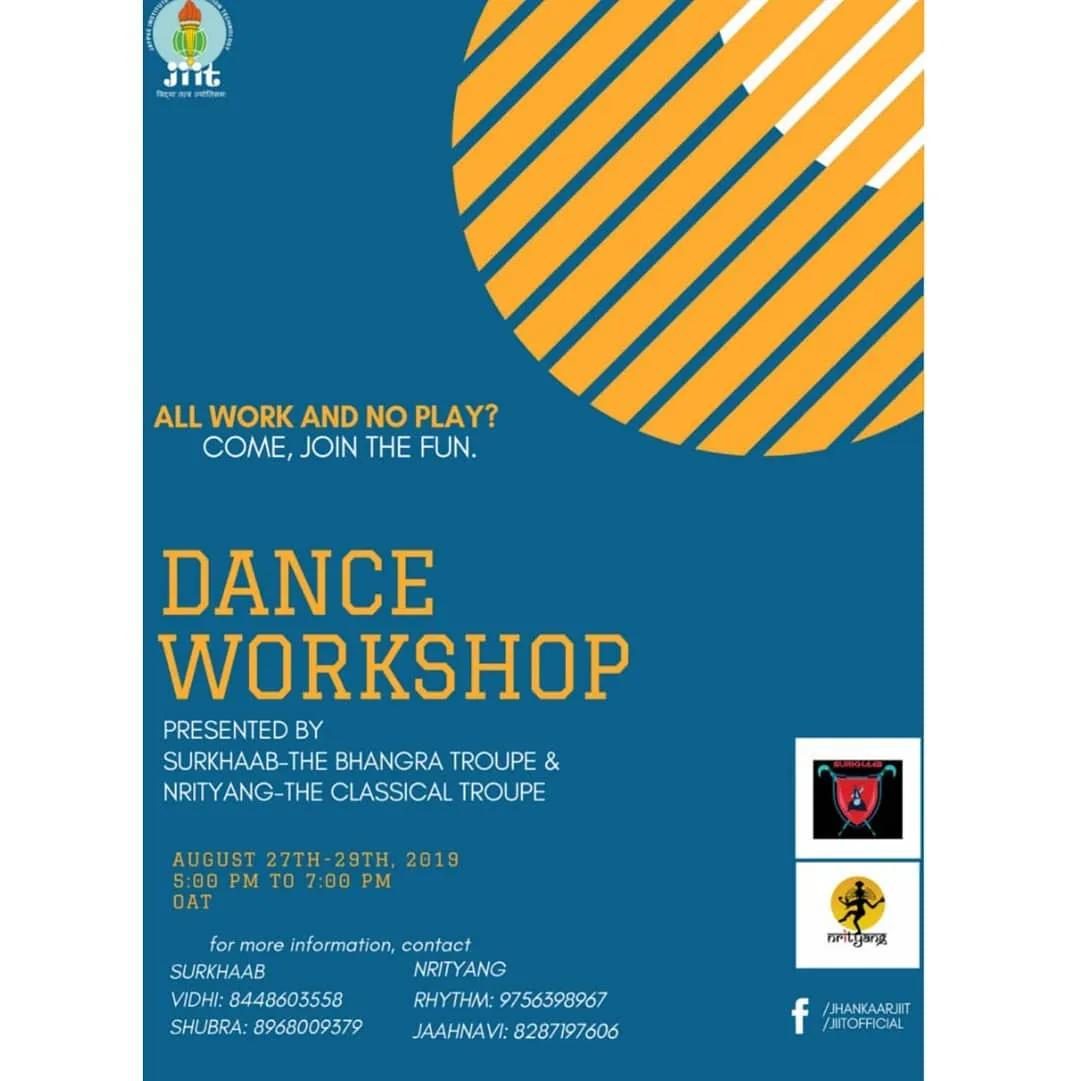 jiit
ALL WORK AND NO PLAY?
COME, JOIN THE FUN.
DANCE
WORKSHOP
PRESENTED BY
SURKHAAB-THE BHANGRA TROUPE &
NRITYANG-THE CLASSICAL TROUPE
AUGUST 27TH-29TH, 2019
5:00 PM TO 7:00 PM
OAT
for more information, contact
SURKHAAB
VIDHI: 8448603558
SHUBRA: 8968009379
NRITYANG
RHYTHM: 9756398967
JAAHNAVI: 8287197606
SURKHAAB
nrityang
f /JHANKAARJIIT
/JIITOFFICIAL